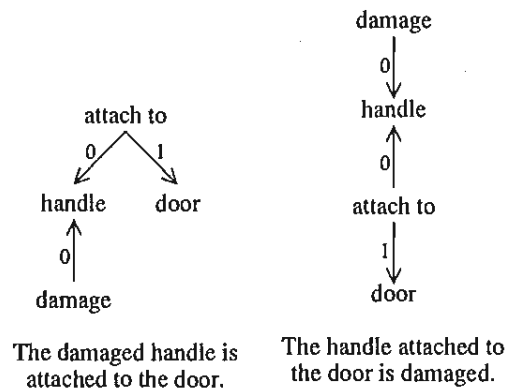 attach to
0 1
handle door
0
damage
The damaged handle is
attached to the door.
damage
0
handle
0
attach to
1
door
The handle attached to
the door is damaged.